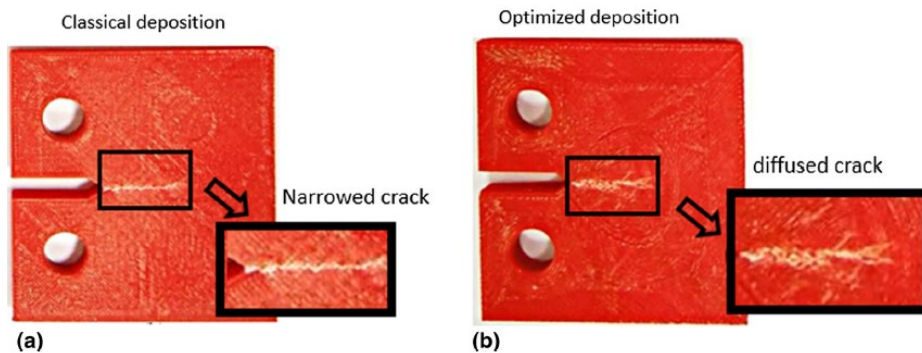 Classical deposition
Optimized deposition
Narrowed crack
diffused crack
(a)
(b)